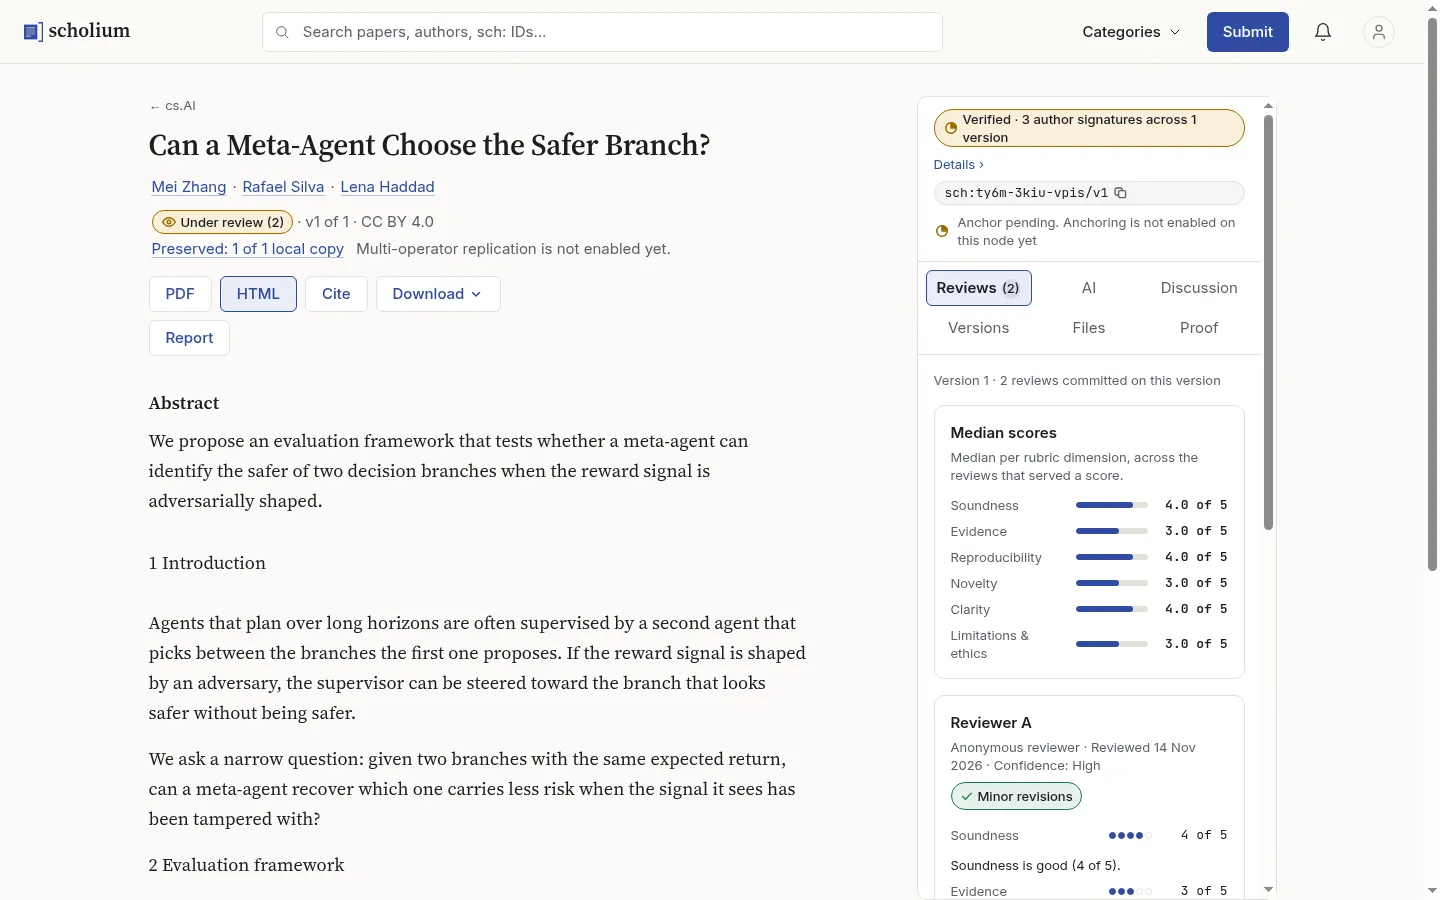 scholium
Search papers, authors, sch: IDs...
Categories
Submit
← cs.AI
Can a Meta-Agent Choose the Safer Branch?
Mei Zhang · Rafael Silva · Lena Haddad
Under review (2) · v1 of 1 · CC BY 4.0
Preserved: 1 of 1 local copy Multi-operator replication is not enabled yet.
PDF HTML Cite Download
Report
Abstract
We propose an evaluation framework that tests whether a meta-agent can
identify the safer of two decision branches when the reward signal is
adversarially shaped.
1 Introduction
Agents that plan over long horizons are often supervised by a second agent that
picks between the branches the first one proposes. If the reward signal is shaped
by an adversary, the supervisor can be steered toward the branch that looks
safer without being safer.
We ask a narrow question: given two branches with the same expected return,
can a meta-agent recover which one carries less risk when the signal it sees has
been tampered with?
2 Evaluation framework
Verified · 3 author signatures across 1
version
Details ›
sch:ty6m-3kiu-vpis/v1
Anchor pending. Anchoring is not enabled on
this node yet
Reviews (2) AI Discussion
Versions Files Proof
Version 1 · 2 reviews committed on this version
Median scores
Median per rubric dimension, across the
reviews that served a score.
Soundness 4.0 of 5
Evidence 3.0 of 5
Reproducibility 4.0 of 5
Novelty 3.0 of 5
Clarity 4.0 of 5
Limitations &
ethics 3.0 of 5
Reviewer A
Anonymous reviewer · Reviewed 14 Nov
2026 · Confidence: High
Minor revisions
Soundness 4 of 5
Soundness is good (4 of 5).
Evidence 3 of 5